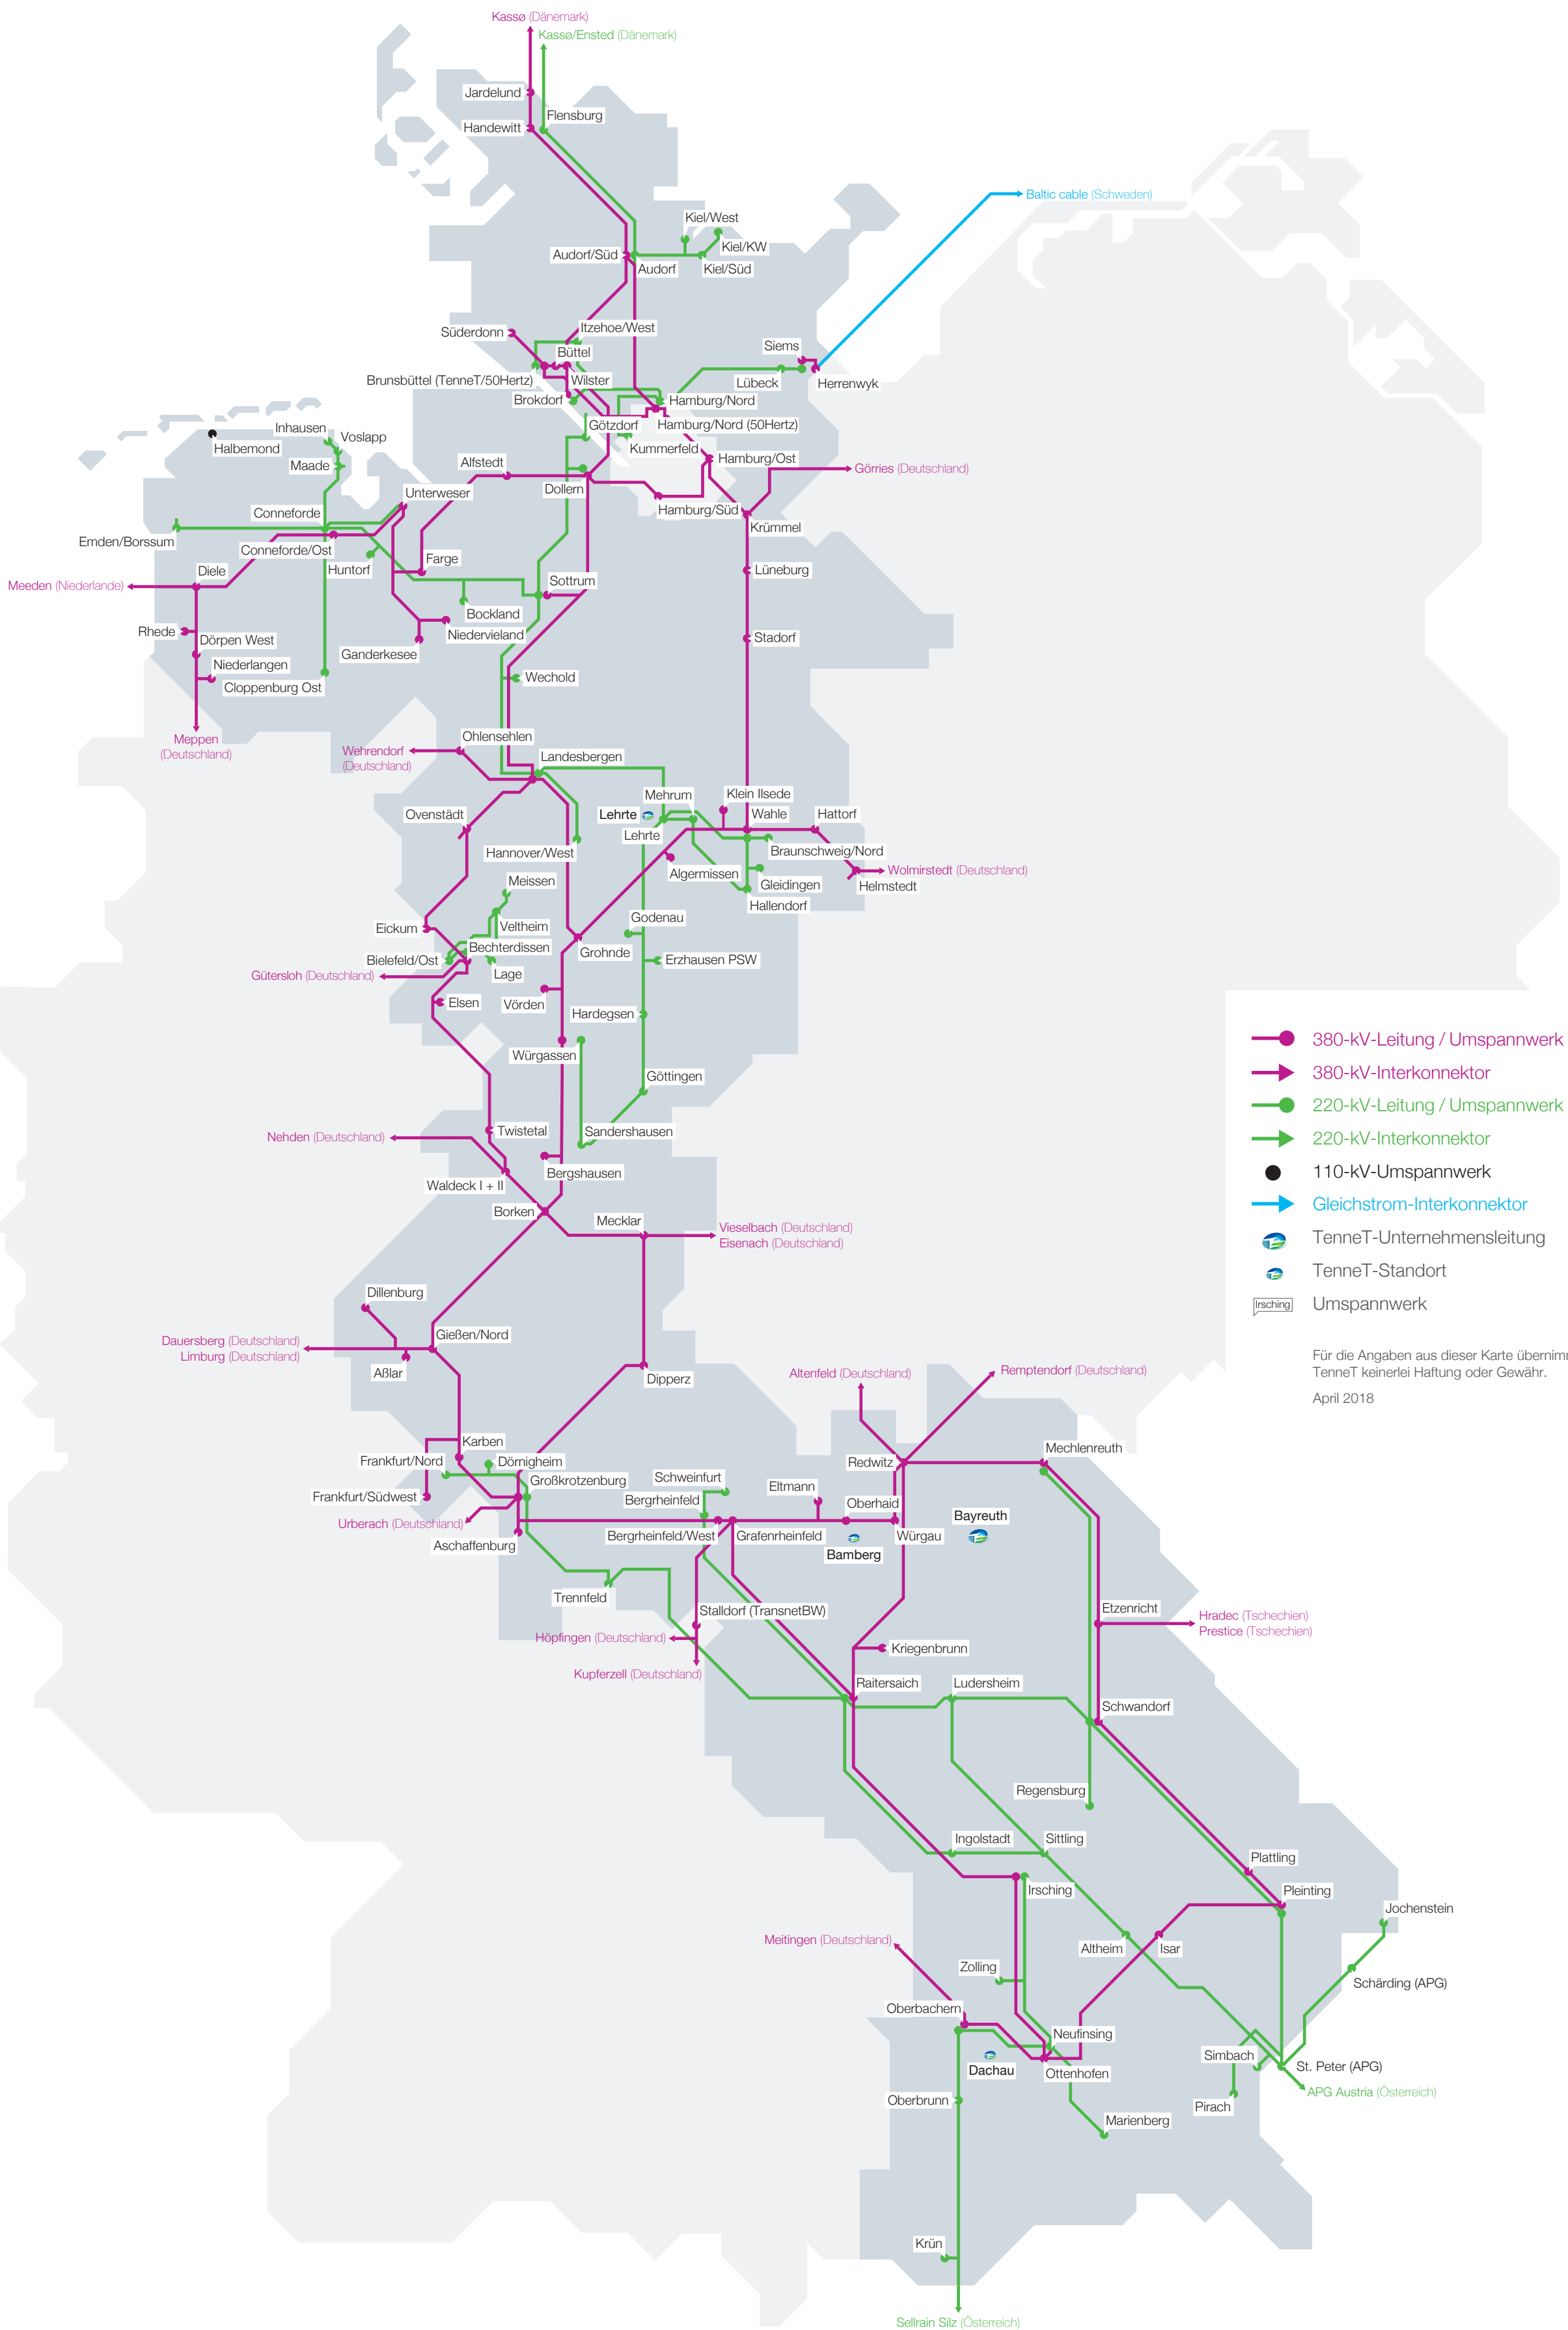 Kassø (Dänemark)
Kassø/Ensted (Dänemark)
Jardelund
Flensburg
Handewitt
Baltic cable (Schweden)
Kiel/West
Kiel/KW
Audorf/Süd
Audorf
Kiel/Süd
Itzehoe/West
Süderdonn
Siems
Büttel
Brunsbüttel (TenneT/50Hertz)
Wilster
Lübeck
Herrenwyk
Brokdorf
Hamburg/Nord
Götzdorf
Hamburg/Nord (50Hertz)
Inhausen
Voslapp
Halbemond
Kummerfeld
Maade
Alfstedt
Hamburg/Ost
Görries (Deutschland)
Dollern
Unterweser
Hamburg/Süd
Conneforde
Krümmel
Emden/Borssum
Conneforde/Ost
Farge
Huntorf
Diele
Lüneburg
Meeden (Niederlande)
Sottrum
Bockland
Rhede
Niedervieland
Dörpen West
Stadorf
Ganderkesee
Niederlangen
Wechold
Cloppenburg Ost
Meppen
(Deutschland)
Ohlensehlen
Wehrendorf
(Deutschland)
Landesbergen
Mehrum
Klein Ilsede
Ovenstädt
Lehrte
Wahle
Hattorf
Lehrte
Hannover/West
Braunschweig/Nord
Algermissen
Wolmirstedt (Deutschland)
Gleidingen
Helmstedt
Meissen
Hallendorf
Godenau
Eickum
Veltheim
Bechterdissen
Grohnde
Bielefeld/Ost
Erzhausen PSW
Gütersloh (Deutschland)
Lage
Elsen
Vörden
Hardegsen
380-kV-Leitung / Umspannwerk
Würgassen
380-kV-Interkonnektor
Göttingen
220-kV-Leitung / Umspannwerk
Twistetal
Sandershausen
Nehden (Deutschland)
220-kV-Interkonnektor
Bergshausen
110-kV-Umspannwerk
Waldeck I + II
Borken
Gleichstrom-Interkonnektor
Mecklar
Vieselbach (Deutschland)
Eisenach (Deutschland)
TenneT-Unternehmensleitung
TenneT-Standort
Dillenburg
Irsching
Umspannwerk
Gießen/Nord
Dauersberg (Deutschland)
Limburg (Deutschland)
Für die Angaben aus dieser Karte übernimm
TenneT keinerlei Haftung oder Gewähr.
Aßlar
Dipperz
Altenfeld (Deutschland)
Remptendorf (Deutschland)
April 2018
Karben
Mechlenreuth
Frankfurt/Nord
Dörnigheim
Redwitz
Großkrotzenburg
Schweinfurt
Eltmann
Frankfurt/Südwest
Bergrheinfeld
Oberhaid
Bayreuth
Urberach (Deutschland)
Bergrheinfeld/West
Grafenrheinfeld
Würgau
Aschaffenburg
Bamberg
Trennfeld
Stalldorf (TransnetBW)
Etzenricht
Hradec (Tschechien)
Prestice (Tschechien)
Höpfingen (Deutschland)
Kriegenbrunn
Kupferzell (Deutschland)
Raitersaich
Ludersheim
Schwandorf
Regensburg
Ingolstadt
Sittling
Plattling
Irsching
Pleinting
Jochenstein
Meitingen (Deutschland)
Altheim
Isar
Zolling
Schärding (APG)
Oberbachern
Neufinsing
Simbach
St. Peter (APG)
Dachau
Ottenhofen
APG Austria (Österreich)
Oberbrunn
Pirach
Marienberg
Krün
Sellrain Silz (Österreich)